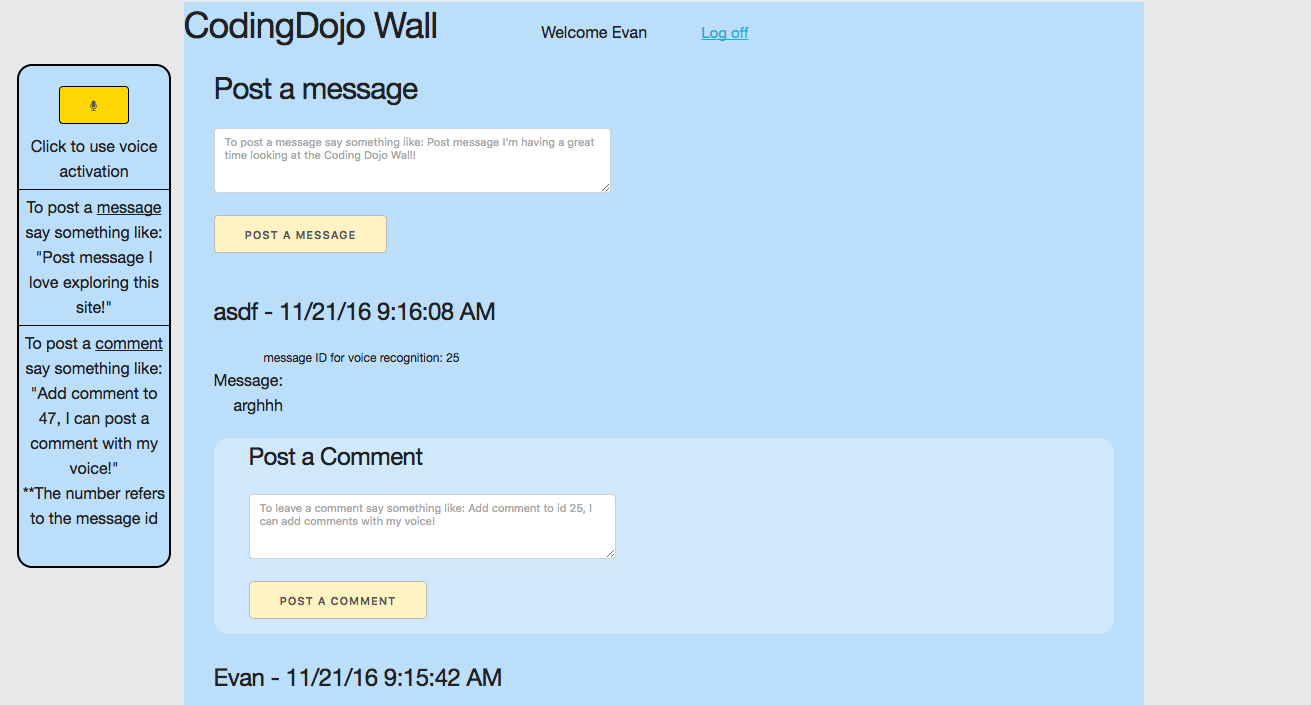 CodingDojo Wall
Welcome Evan
Log off
Click to use voice
activation
To post a message
say something like:
"Post message I
love exploring this
site!"
To post a comment
say something like:
"Add comment to
47, I can post a
comment with my
voice!"
**The number refers
to the message id
Post a message
To post a message say something like: Post message I'm having a great
time looking at the Coding Dojo Wall!
POST A MESSAGE
asdf - 11/21/16 9:16:08 AM
message ID for voice recognition: 25
Message:
arghhh
Post a Comment
To leave a comment say something like: Add comment to id 25, I
can add comments with my voice!
POST A COMMENT
Evan - 11/21/16 9:15:42 AM